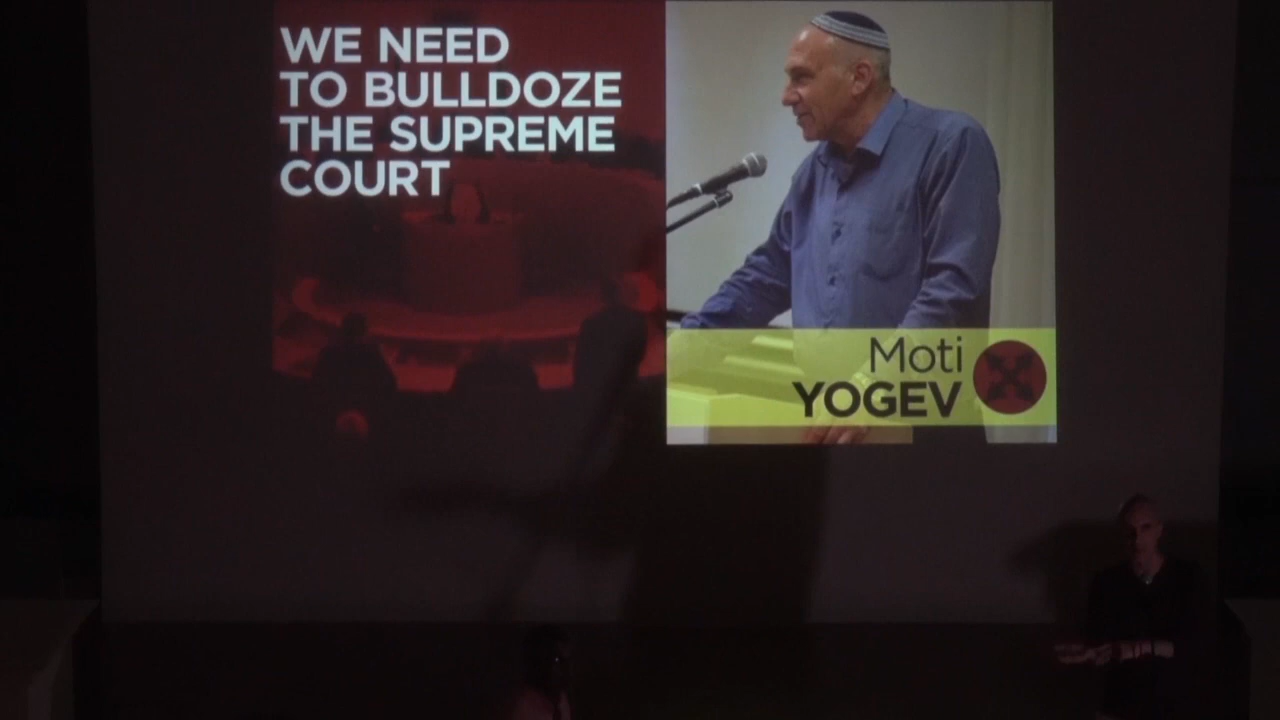 WE NEED
TO BULLDOZE
THE SUPREME
COURT
Moti
YOGEV